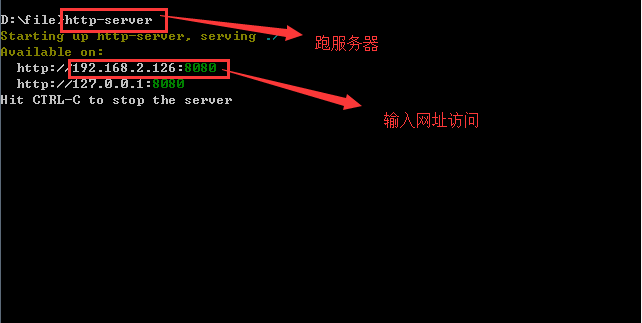 D:\file>http-server
跑服务器
Starting up http-server, serving ./
Available on:
http://192.168.2.126:8080
http://127.0.0.1:8080
Hit CTRL-C to stop the server
输入网址访问